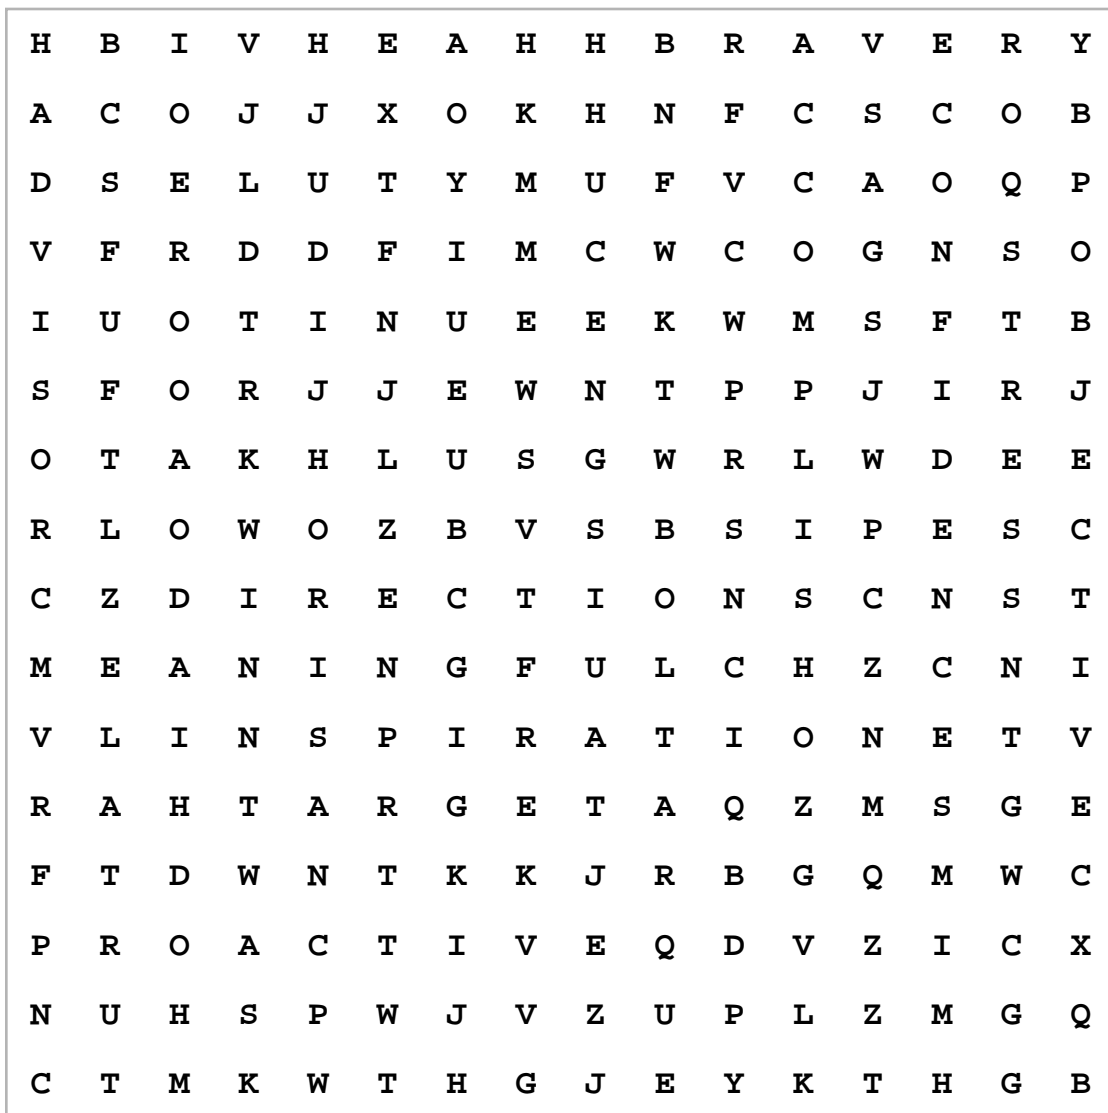 H B I V H E A H H B R A V E R Y
A C O J J X O K H N F C S C O B
D S E L U T Y M U F V C A O Q P
V F R D D F I M C W C O G N S O
I U O T I N U E E K W M S F T B
S F O R J J E W N T P P J I R J
O T A K H L U S G W R L W D E E
R L O W O Z B V S B S I P E S C
C Z D I R E C T I O N S C N S T
M E A N I N G F U L C H Z C N I
V L I N S P I R A T I O N E T V
R A H T A R G E T A Q Z M S G E
F T D W N T K K J R B G Q M W C
P R O A C T I V E Q D V Z I C X
N U H S P W J V Z U P L Z M G Q
C T M K W T H G J E Y K T H G B